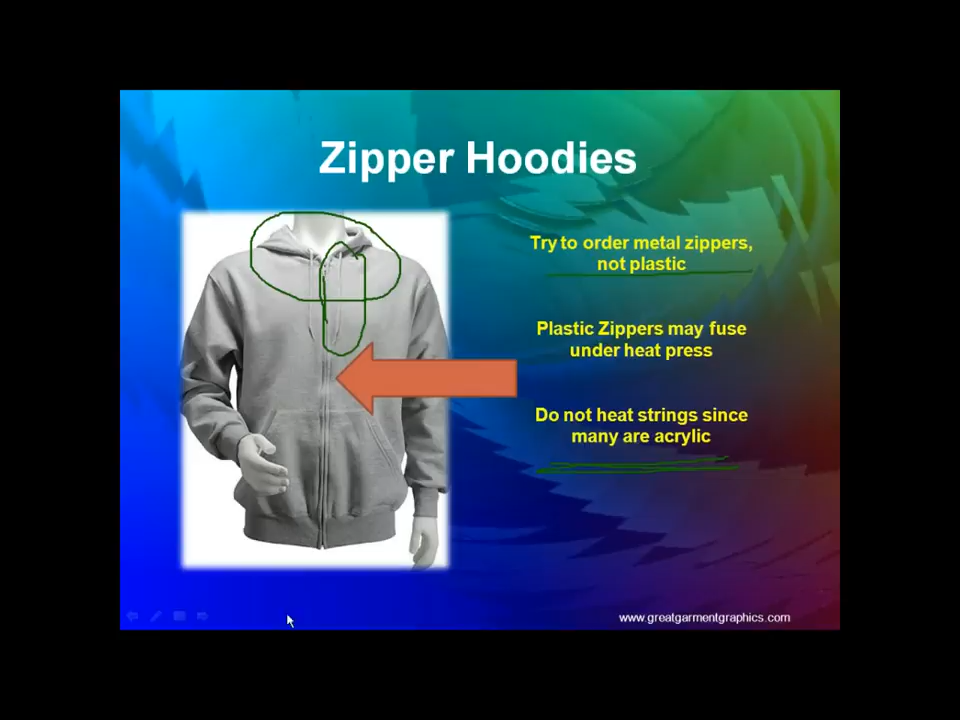 Zipper Hoodies
Try to order metal zippers,
not plastic
Plastic Zippers may fuse
under heat press
Do not heat strings since
many are acrylic
www.greatgarmentgraphics.com